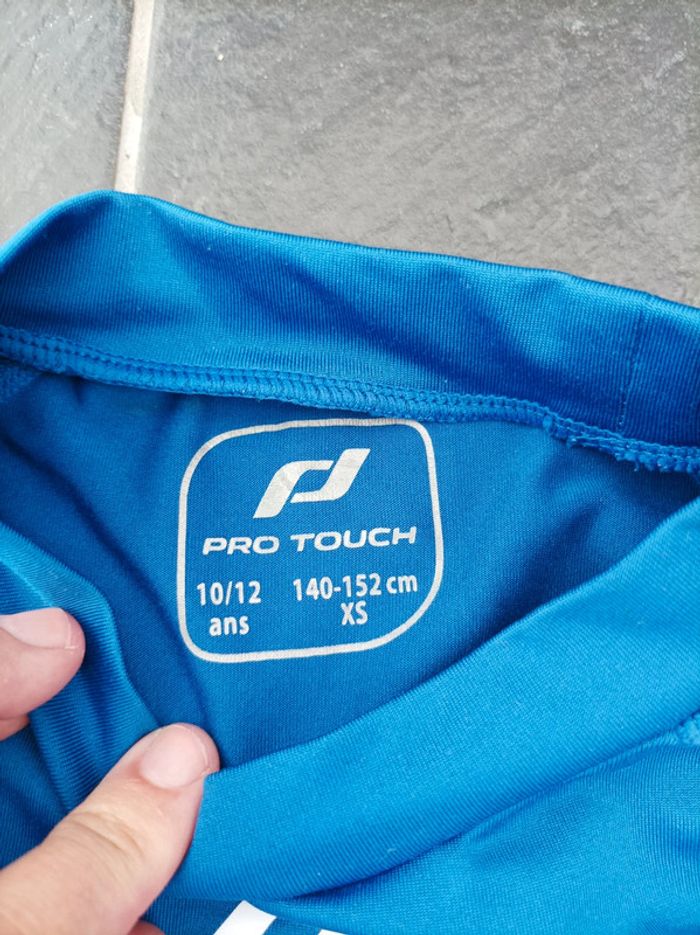 PRO TOUCH
10/12 140-152 cm
ans XS